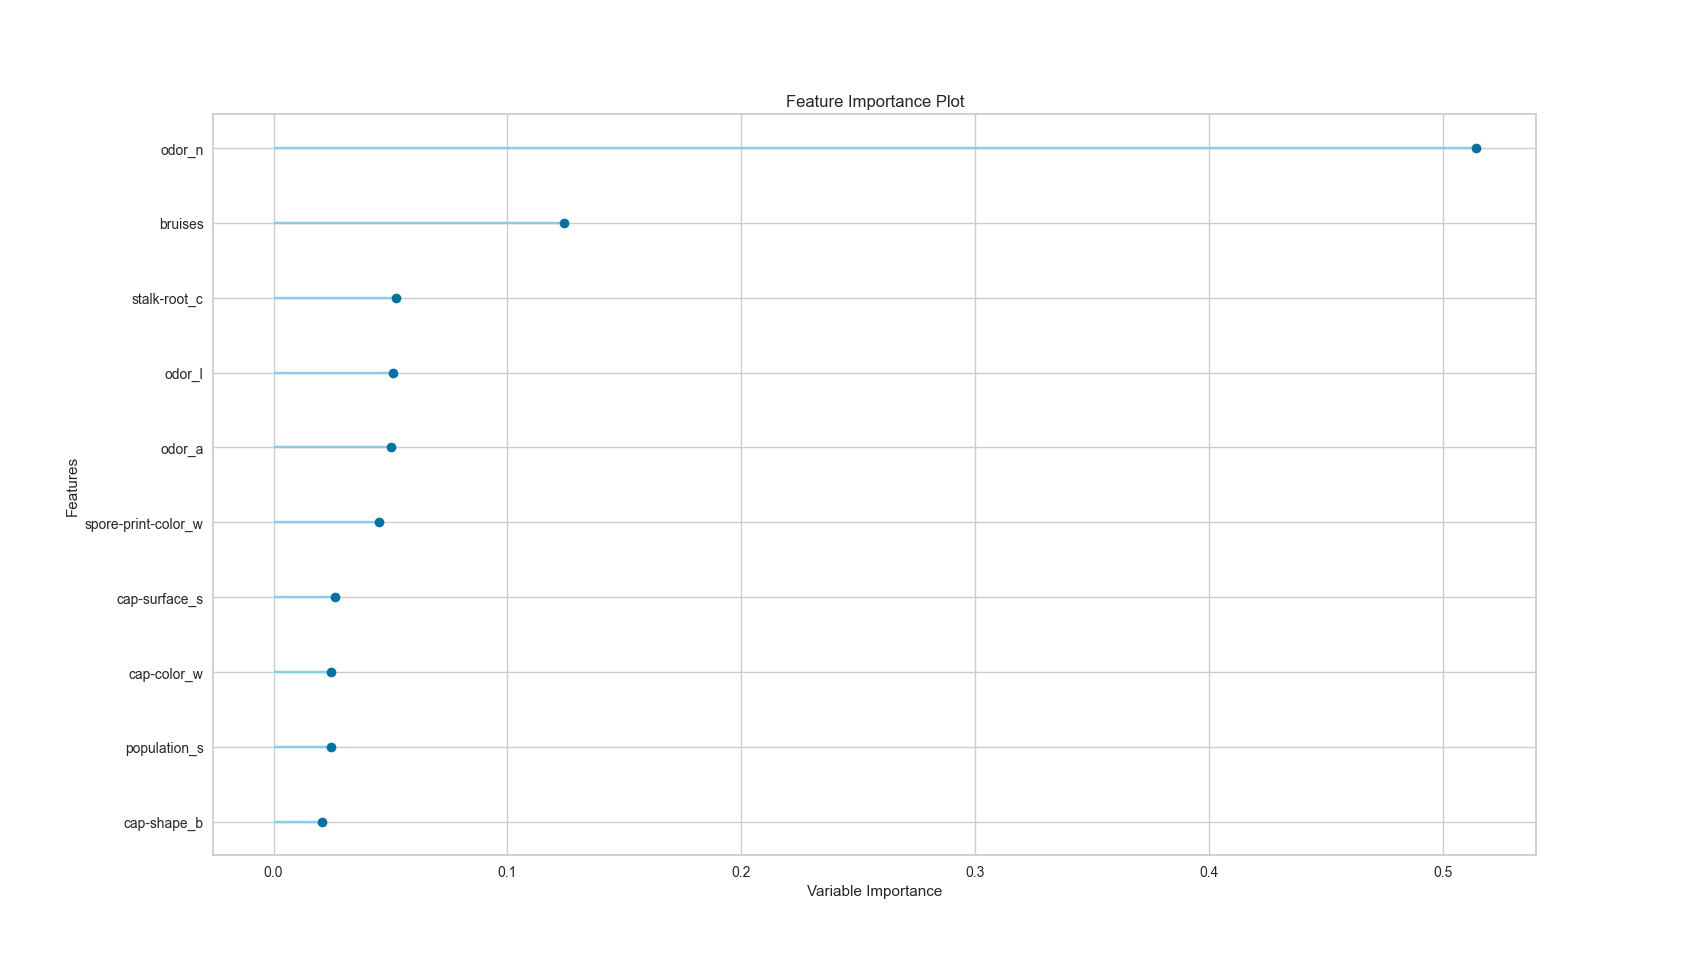 Feature Importance Plot
odor_n
bruises
stalk-root_c
odor_l
odor_a
Features
spore-print-color_w
cap-surface_s
cap-color_w
population_s
cap-shape_b
0.0 0.1 0.2 0.3 0.4 0.5
Variable Importance